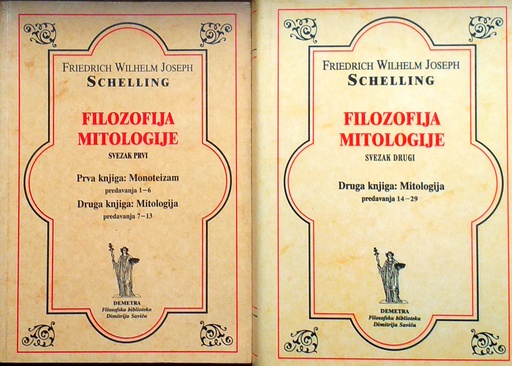 FRIEDRICH WILHELM JOSEPH
SCHELLING
FILOZOFIJA
MITOLOGIJE
SVEZAK PRVI
Prva knjiga: Monoteizam
predavanja 1–6
Druga knjiga: Mitologija
predavanja 7–13
DEMETRA
Filosofska biblioteka
Dimitrija Savića
FRIEDRICH WILHELM JOSEPH
SCHELLING
FILOZOFIJA
MITOLOGIJE
SVEZAK DRUGI
Druga knjiga: Mitologija
predavanja 14–29
DEMETRA
Filosofska biblioteka
Dimitrija Savića